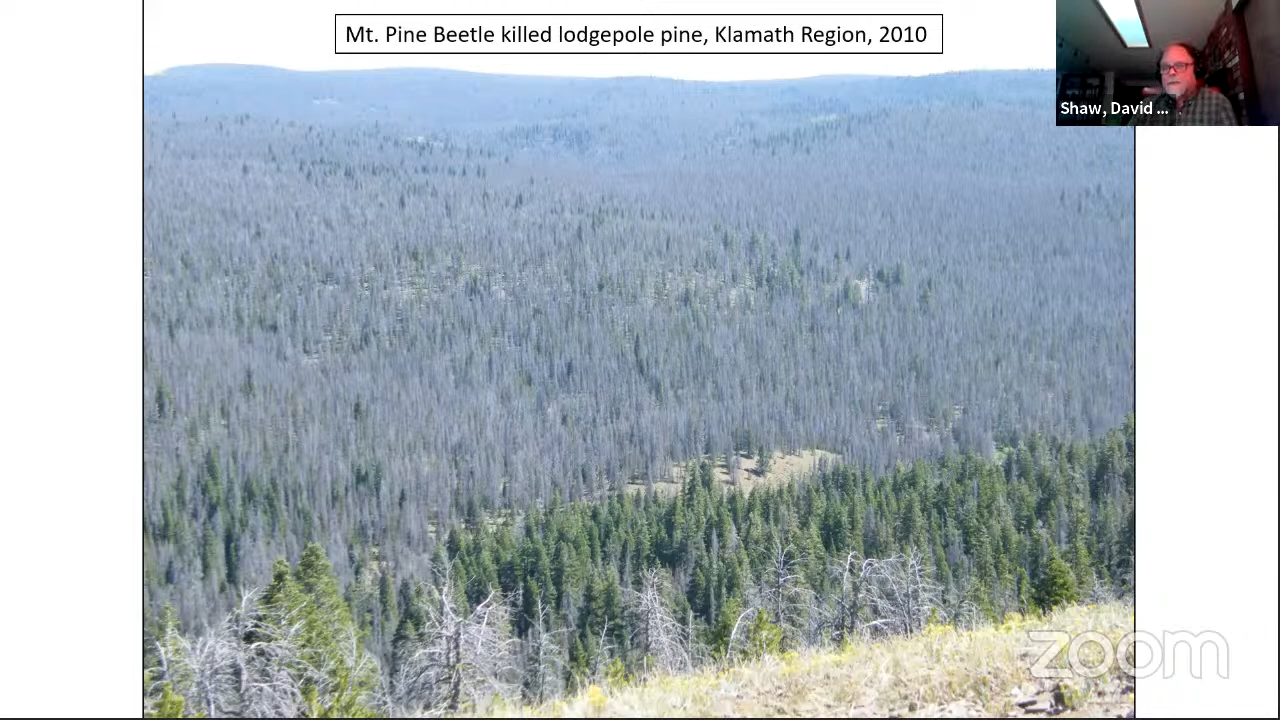 Mt. Pine Beetle killed lodgepole pine, Klamath Region, 2010
Shaw, David ...
zoom